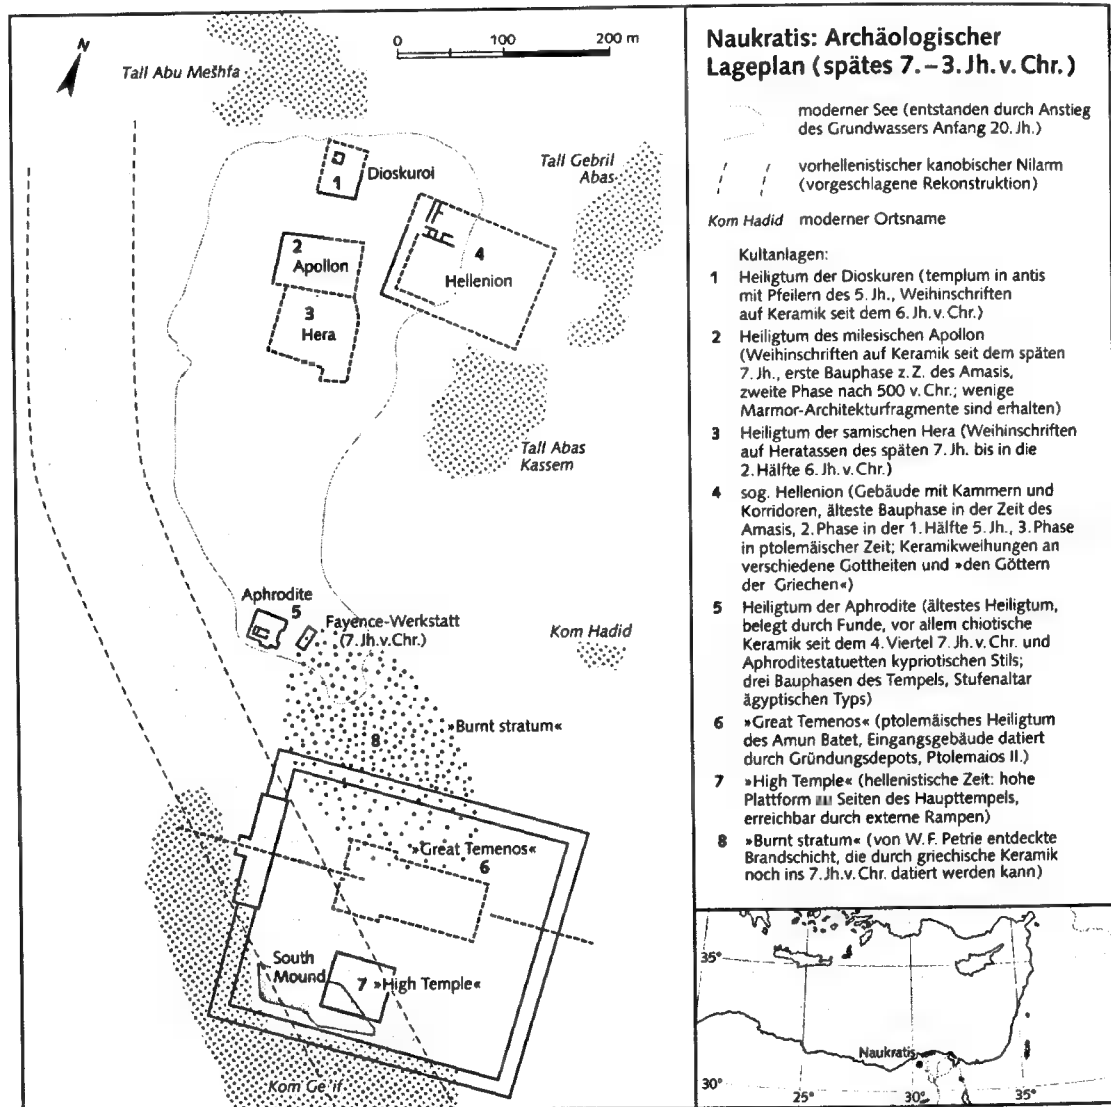 N
0 100 200 m
Tall Abu Mešhfa
1
Dioskuroi
Tall Gebril
Abas
2
Apollon
4
Hellenion
3
Hera
Tall Abas
Kassem
Aphrodite
5
Fayence-Werkstatt
(7. Jh. v. Chr.)
Kom Hadid
»Burnt stratum«
8
»Great Temenos«
6
South
Mound
7 »High Temple«
Kom Ge'if
Naukratis: Archäologischer
Lageplan (spätes 7.–3. Jh. v. Chr.)
moderner See (entstanden durch Anstieg
des Grundwassers Anfang 20. Jh.)
vorhellenistischer kanobischer Nilarm
(vorgeschlagene Rekonstruktion)
Kom Hadid moderner Ortsname
Kultanlagen:
1 Heiligtum der Dioskuren (templum in antis
mit Pfeilern des 5. Jh., Weihinschriften
auf Keramik seit dem 6. Jh. v. Chr.)
2 Heiligtum des milesischen Apollon
(Weihinschriften auf Keramik seit dem späten
7. Jh., erste Bauphase z. Z. des Amasis,
zweite Phase nach 500 v. Chr.; wenige
Marmor-Architekturfragmente sind erhalten)
3 Heiligtum der samischen Hera (Weihinschriften
auf Heratassen des späten 7. Jh. bis in die
2. Hälfte 6. Jh. v. Chr.)
4 sog. Hellenion (Gebäude mit Kammern und
Korridoren, älteste Bauphase in der Zeit des
Amasis, 2. Phase in der 1. Hälfte 5. Jh., 3. Phase
in ptolemäischer Zeit; Keramikweihungen an
verschiedene Gottheiten und »den Göttern
der Griechen«)
5 Heiligtum der Aphrodite (ältestes Heiligtum,
belegt durch Funde, vor allem chiotische
Keramik seit dem 4. Viertel 7. Jh. v. Chr. und
Aphroditestatuetten kypriotischen Stils;
drei Bauphasen des Tempels, Stufenaltar
ägyptischen Typs)
6 »Great Temenos« (ptolemäisches Heiligtum
des Amun Batet, Eingangsgebäude datiert
durch Gründungsdepots, Ptolemaios II.)
7 »High Temple« (hellenistische Zeit: hohe
Plattform Seiten des Haupttempels,
erreichbar durch externe Rampen)
8 »Burnt stratum« (von W. F. Petrie entdeckte
Brandschicht, die durch griechische Keramik
noch ins 7. Jh. v. Chr. datiert werden kann)
35°
Naukratis
30°
25° 30° 35°